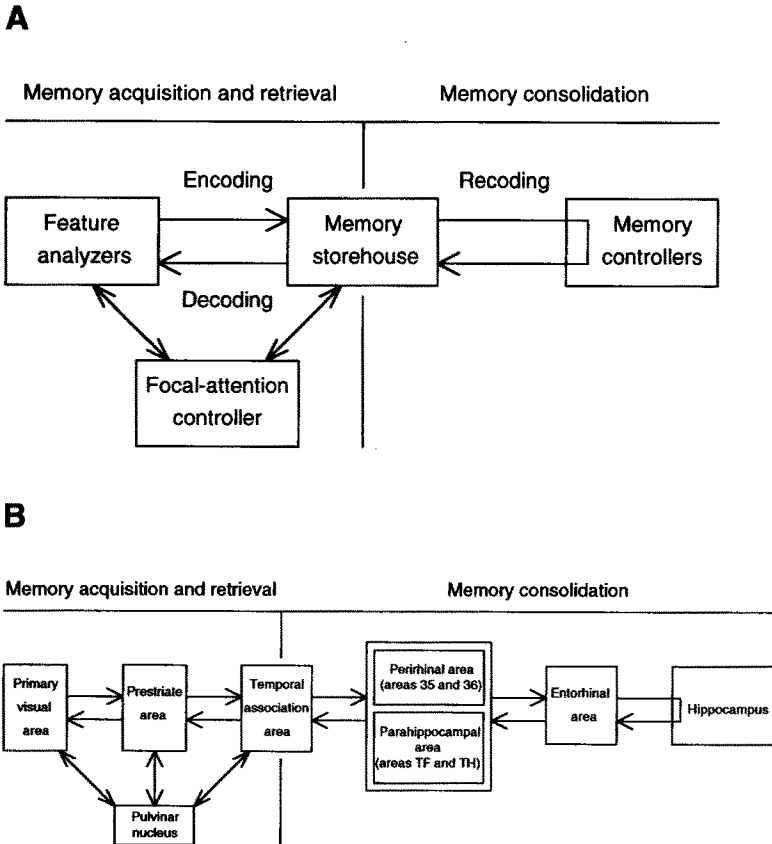 A
Memory acquisition and retrieval
Memory consolidation
Encoding
Recoding
Feature
analyzers
Memory
storehouse
Memory
controllers
Decoding
Focal-attention
controller
B
Memory acquisition and retrieval
Memory consolidation
Primary
visual
area
Prestriate
area
Temporal
association
area
Perirhinal area
(areas 35 and 36)
Parahippocampal
area
(areas TF and TH)
Entorhinal
area
Hippocampus
Pulvinar
nucleus